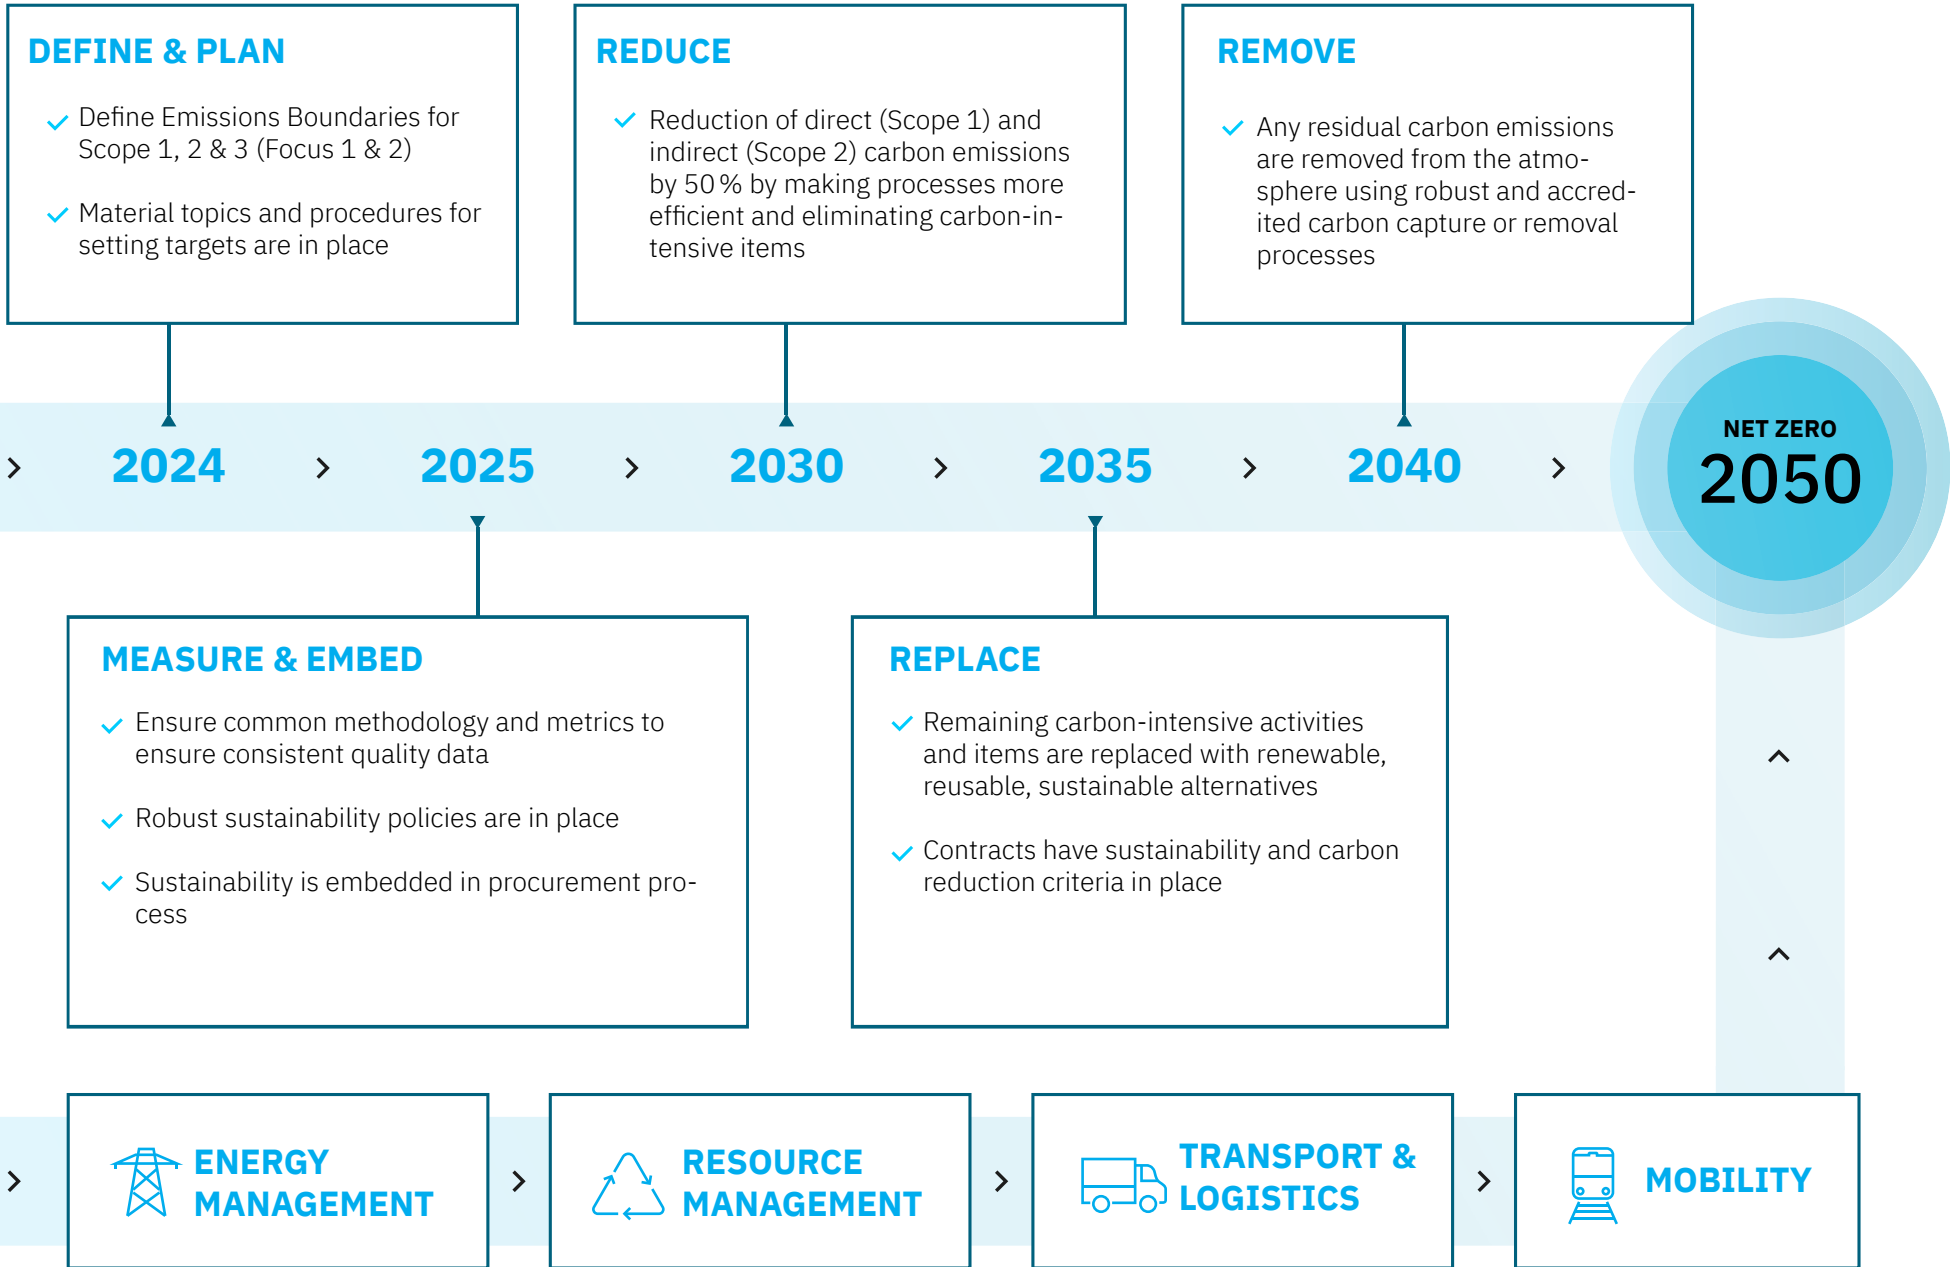 DEFINE & PLAN
Define Emissions Boundaries for
Scope 1, 2 & 3 (Focus 1 & 2)
Material topics and procedures for
setting targets are in place
REDUCE
Reduction of direct (Scope 1) and
indirect (Scope 2) carbon emissions
by 50 % by making processes more
efficient and eliminating carbon-in-
tensive items
REMOVE
Any residual carbon emissions
are removed from the atmo-
sphere using robust and accred-
ited carbon capture or removal
processes
2024
2025
2030
2035
2040
NET ZERO
2050
MEASURE & EMBED
Ensure common methodology and metrics to
ensure consistent quality data
Robust sustainability policies are in place
Sustainability is embedded in procurement pro-
cess
REPLACE
Remaining carbon-intensive activities
and items are replaced with renewable,
reusable, sustainable alternatives
Contracts have sustainability and carbon
reduction criteria in place
ENERGY
MANAGEMENT
RESOURCE
MANAGEMENT
TRANSPORT &
LOGISTICS
MOBILITY